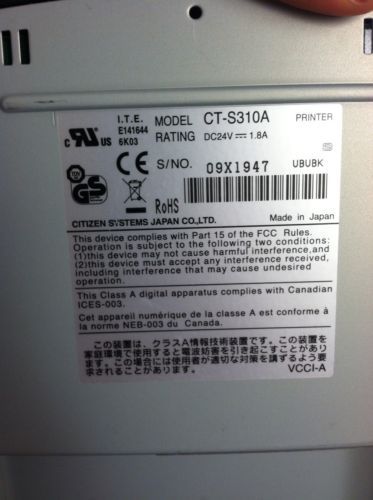 I.T.E. MODEL CT-S310A PRINTER
E141644 RATING DC24V ⎓ 1.8A
C RU US 6K03
CE S/NO. 09X1947 UBUBK
TÜV GS
RoHS
CITIZEN SYSTEMS JAPAN CO.,LTD. Made in Japan
This device complies with Part 15 of the FCC Rules.
Operation is subject to the following two conditions:
(1)this device may not cause harmful interference,and
(2)this device must accept any interference received,
including interference that may cause undesired
operation.
This Class A digital apparatus complies with Canadian
ICES-003.
Cet appareil numérique de la classe A est conforme à
la norme NEB-003 du Canada.
この装置は、クラスA情報技術装置です。この装置を
家庭環境で使用すると電波妨害を引き起こすことがあり
ます。この場合には使用者が適切な対策を講ずるよう要
求されることがあります。
VCCI-A